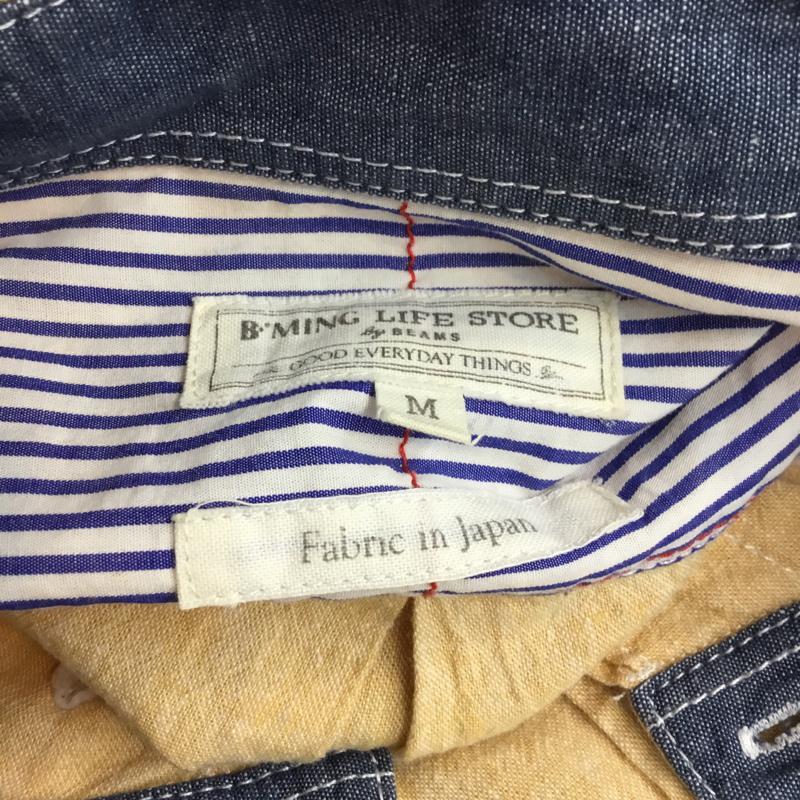 B·MING LIFE STORE
by BEAMS
GOOD EVERYDAY THINGS
M
Fabric in Japan